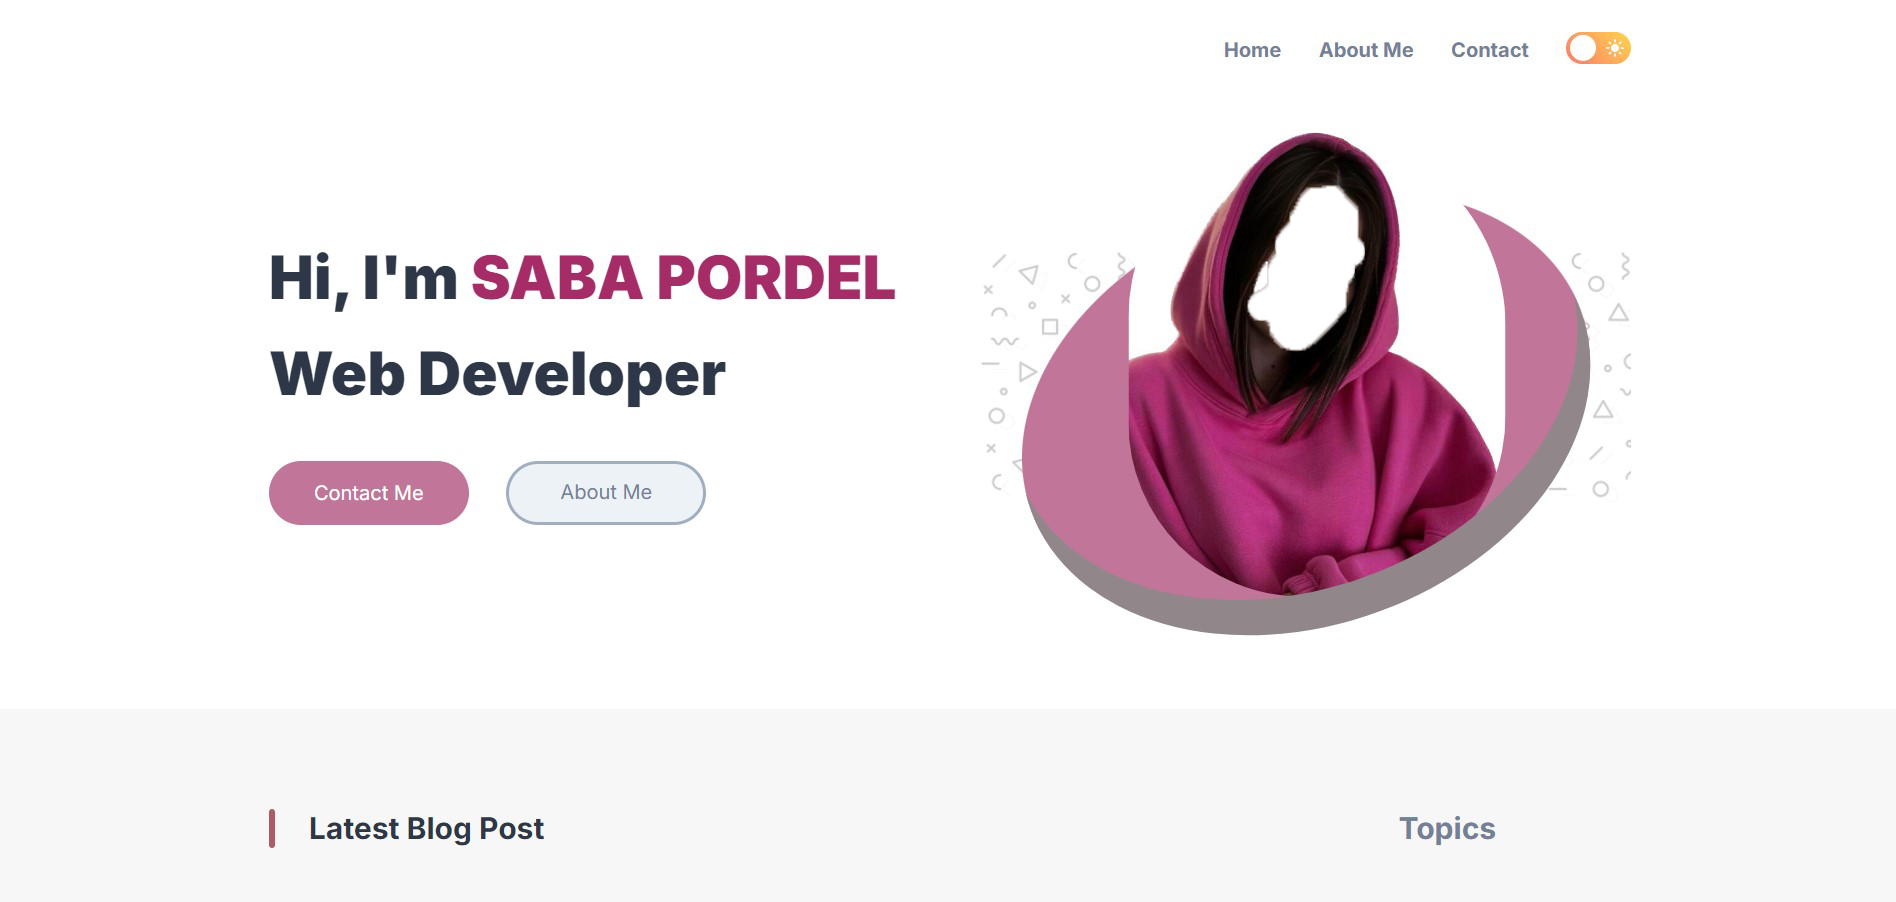 Home About Me Contact
Hi, I'm SABA PORDEL
Web Developer
Contact Me About Me
Latest Blog Post
Topics